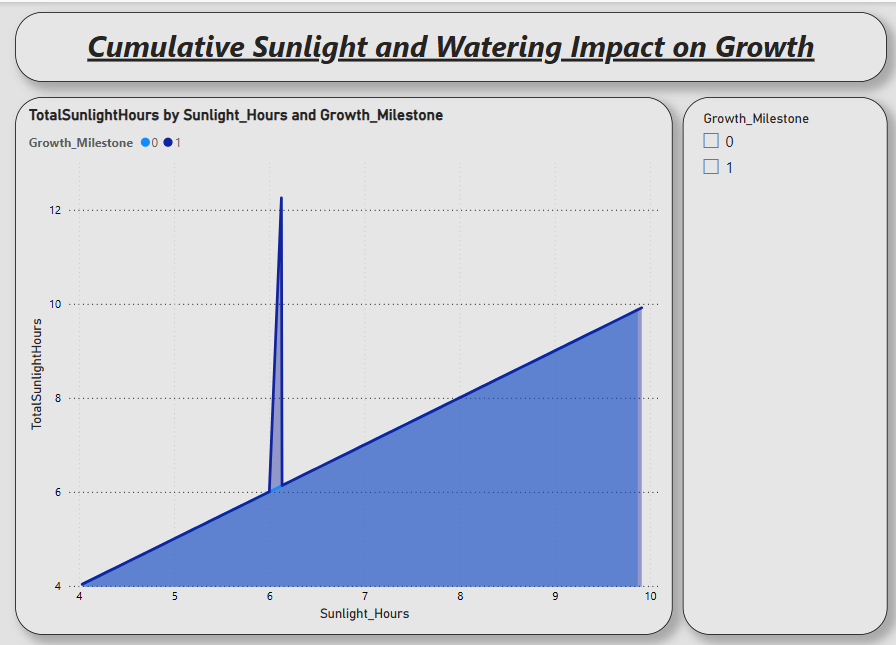 Cumulative Sunlight and Watering Impact on Growth
TotalSunlightHours by Sunlight_Hours and Growth_Milestone
Growth_Milestone 0 1
12
10
8
6
4
TotalSunlightHours
4 5 6 7 8 9 10
Sunlight_Hours
Growth_Milestone
0
1